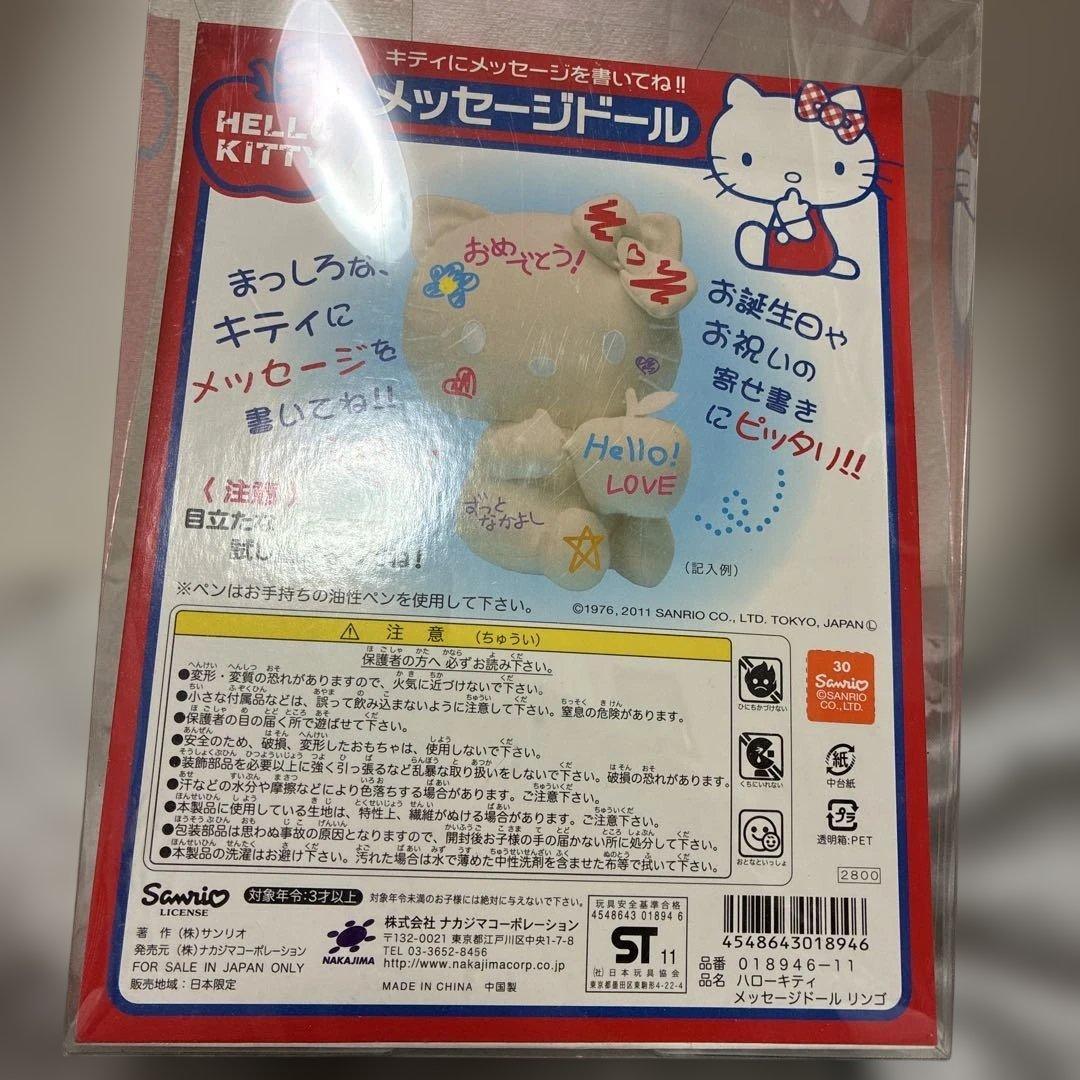 キティにメッセージを書いてね!!
メッセージドール
HELLO
KITTY
まっしろな、
キティに
メッセージを
書いてね!!
おめでとう!
Hello!
LOVE
ずっと
なかよし
お誕生日や
お祝いの
寄せ書き
にピッタリ!!
目立たな
試し
ね!
(記入例)
※ペンはお手持ちの油性ペンを使用して下さい。
©1976, 2011 SANRIO CO., LTD. TOKYO, JAPAN Ⓛ
⚠ 注意 (ちゅうい)
保護者の方へ 必ずお読み下さい。
●変形・変質の恐れがありますので、火気に近づけないで下さい。
●小さな付属品などは、誤って飲み込まないように注意して下さい。窒息の危険があります。
●保護者の目の届く所で遊ばせて下さい。
●安全のため、破損、変形したおもちゃは、使用しないで下さい。
●装飾部品を必要以上に強く引っ張るなど乱暴な取り扱いをしないで下さい。破損の恐れがあります。
●汗などの水分や摩擦などにより色落ちする場合があります。ご注意下さい。
●本製品に使用している生地は、特性上、繊維がぬける場合があります。ご注意下さい。
●包装部品は思わぬ事故の原因となりますので、開封後お子様の手の届かない所に処分して下さい。
●本製品の洗濯はお避け下さい。汚れた場合は水で薄めた中性洗剤を含ませた布等で拭いて下さい。
ひにちかづけない
くちにいれない
おとなといっしょ
30
Sanrio
©SANRIO
CO., LTD.
紙
中台紙
プラ
透明箱:PET
2800
Sanrio
LICENSE
対象年令:3才以上
対象年令未満のお子様には絶対に与えないで下さい。
著作 (株)サンリオ
発売元 (株)ナカジマコーポレーション
FOR SALE IN JAPAN ONLY
販売地域:日本限定
NAKAJIMA
株式会社 ナカジマコーポレーション
〒132-0021 東京都江戸川区中央1-7-8
TEL 03-3652-8456
http://www.nakajimacorp.co.jp
MADE IN CHINA 中国製
玩具安全基準合格
4548643 01894 6
ST 11
(社)日本玩具協会
東京都墨田区東駒形4-22-4
4548643018946
品番 018946-11
品名 ハローキティ
メッセージドール リンゴ